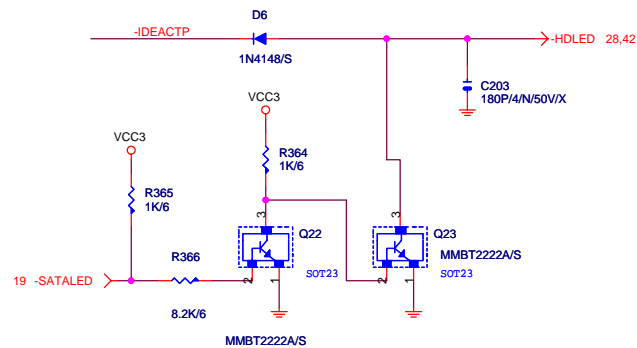 D6
-IDEACTP
-HDLED 28,42
1N4148/S
C203
180P/4/N/50V/X
VCC3
VCC3
R364
1K/6
R365
1K/6
3
3
Q22
Q23
R366
MMBT2222A/S
SOT23
SOT23
19 -SATALED
2
1
2
1
8.2K/6
MMBT2222A/S